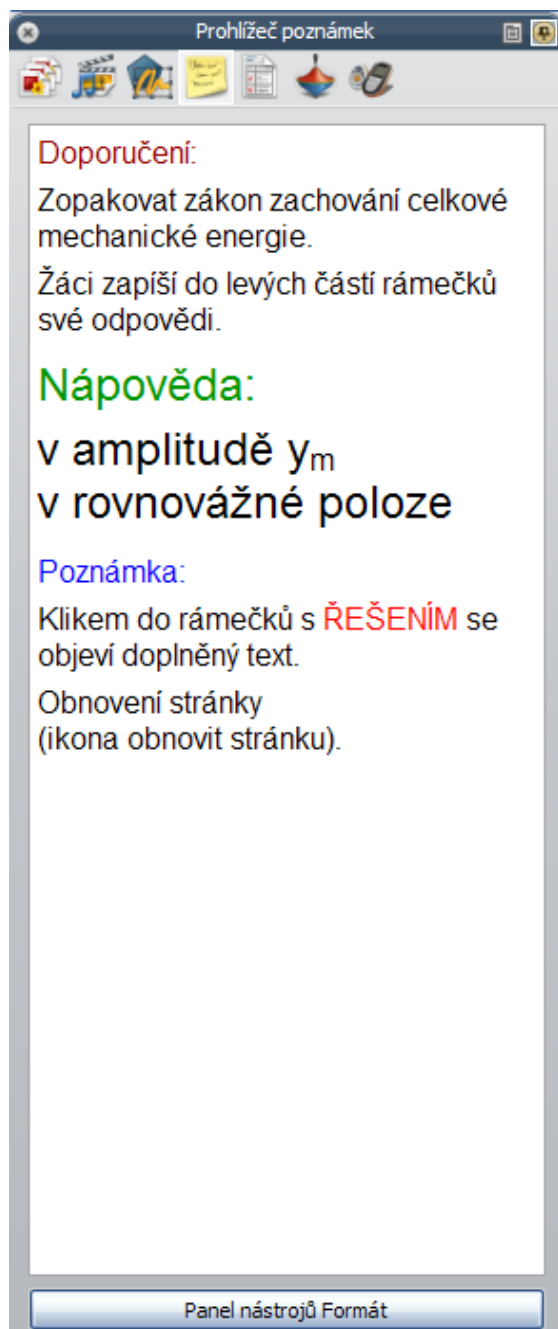 Prohlížeč poznámek
Doporučení:
Zopakovat zákon zachování celkové
mechanické energie.
Žáci zapíší do levých částí rámečků
své odpovědi.
Nápověda:
v amplitudě yₘ
v rovnovážné poloze
Poznámka:
Klikem do rámečků s ŘEŠENÍM se
objeví doplněný text.
Obnovení stránky
(ikona obnovit stránku).
Panel nástrojů Formát